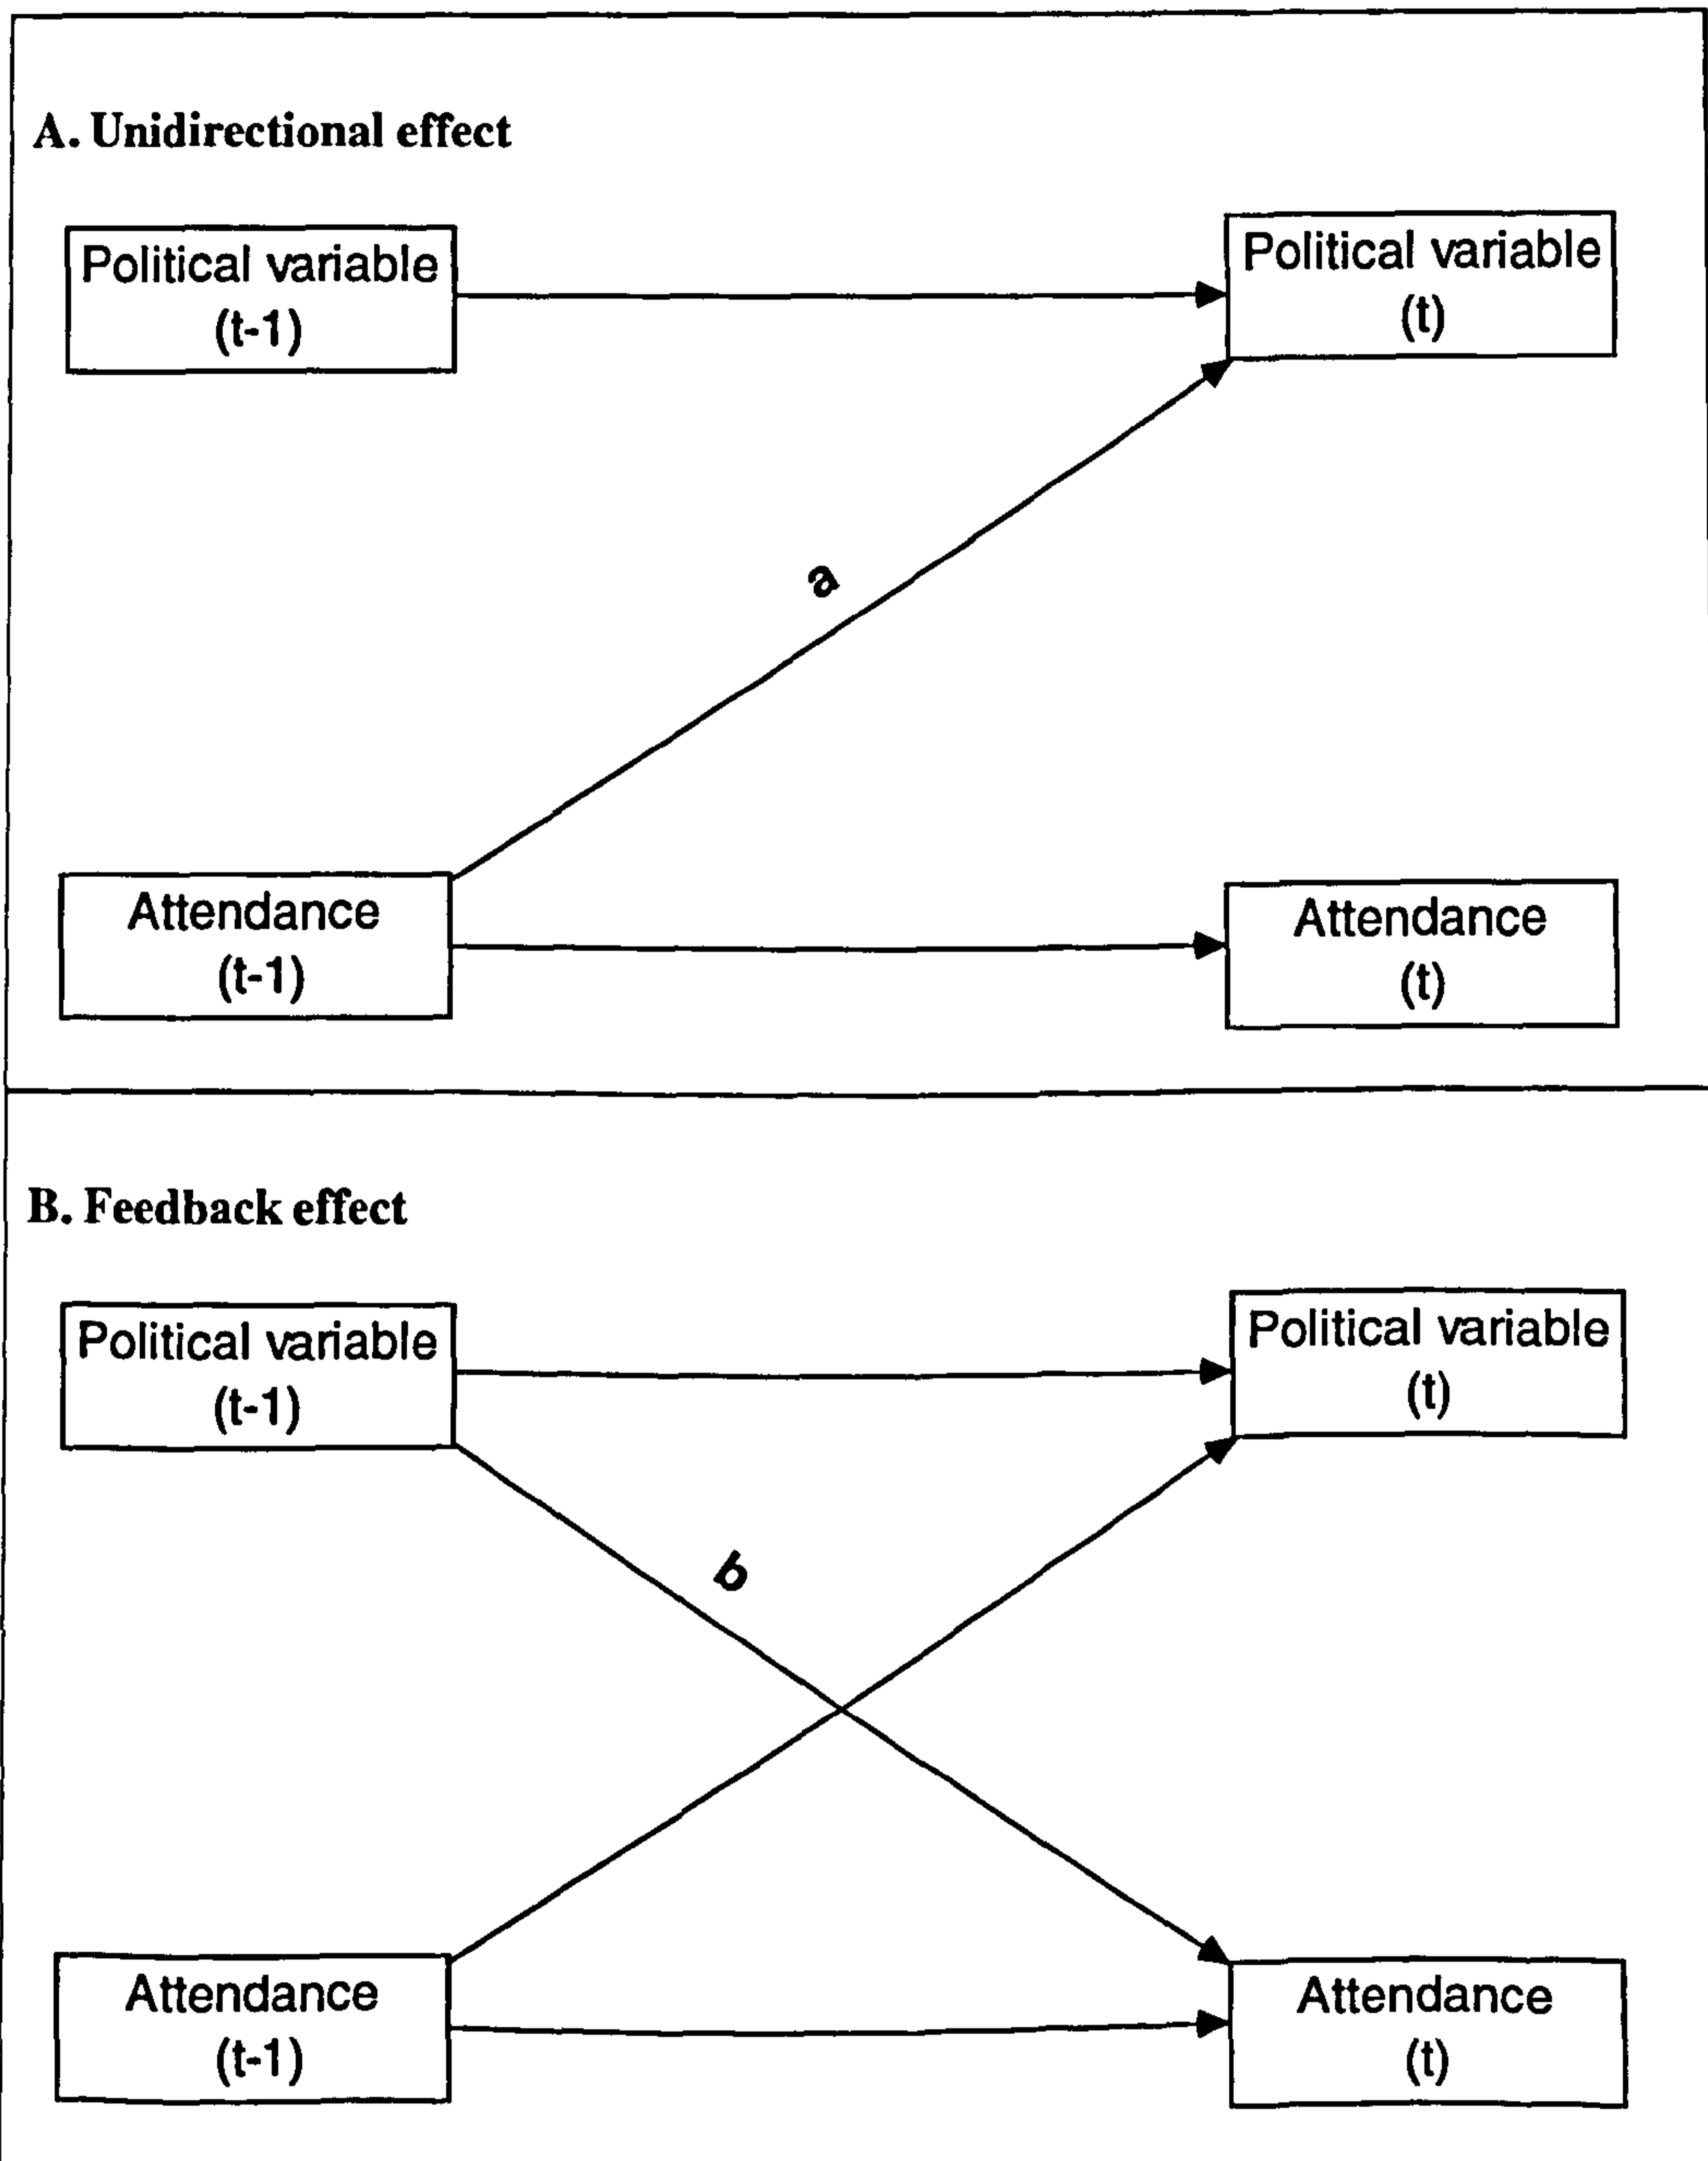 A. Unidirectional effect
Political variable
(t-1)
Political variable
(t)
a
Attendance
(t-1)
Attendance
(t)
B. Feedback effect
Political variable
(t-1)
Political variable
(t)
b
Attendance
(t-1)
Attendance
(t)